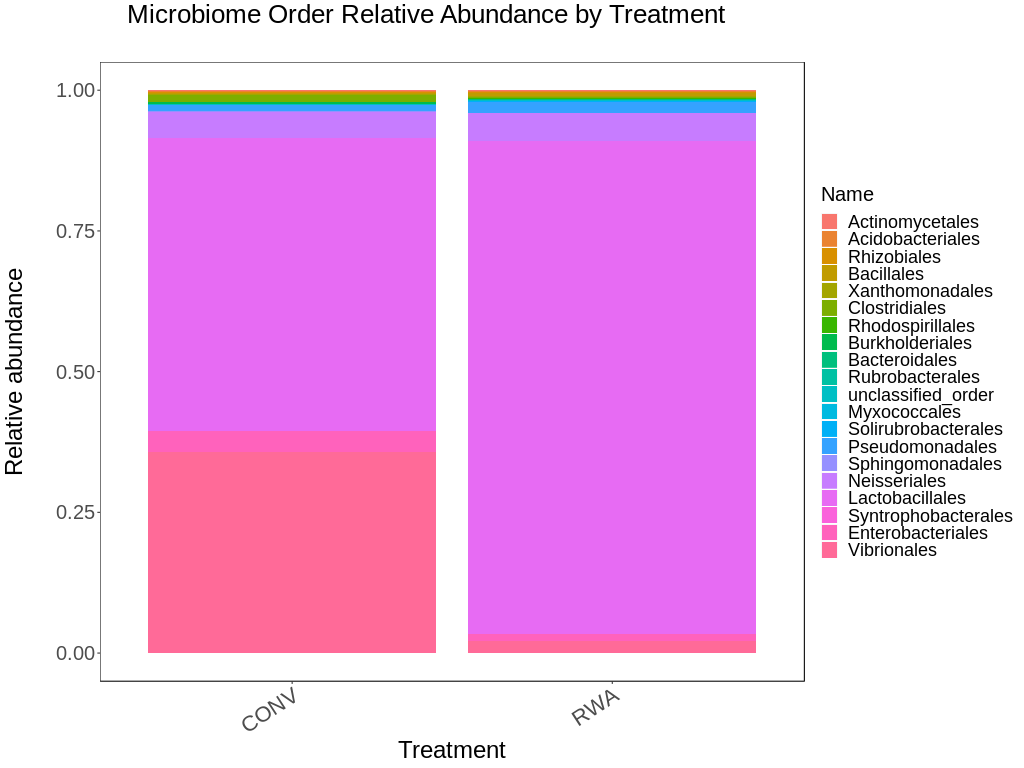 Microbiome Order Relative Abundance by Treatment
Relative abundance
1.00
0.75
0.50
0.25
0.00
CONV
RWA
Treatment
Name
Actinomycetales
Acidobacteriales
Rhizobiales
Bacillales
Xanthomonadales
Clostridiales
Rhodospirillales
Burkholderiales
Bacteroidales
Rubrobacterales
unclassified_order
Myxococcales
Solirubrobacterales
Pseudomonadales
Sphingomonadales
Neisseriales
Lactobacillales
Syntrophobacterales
Enterobacteriales
Vibrionales